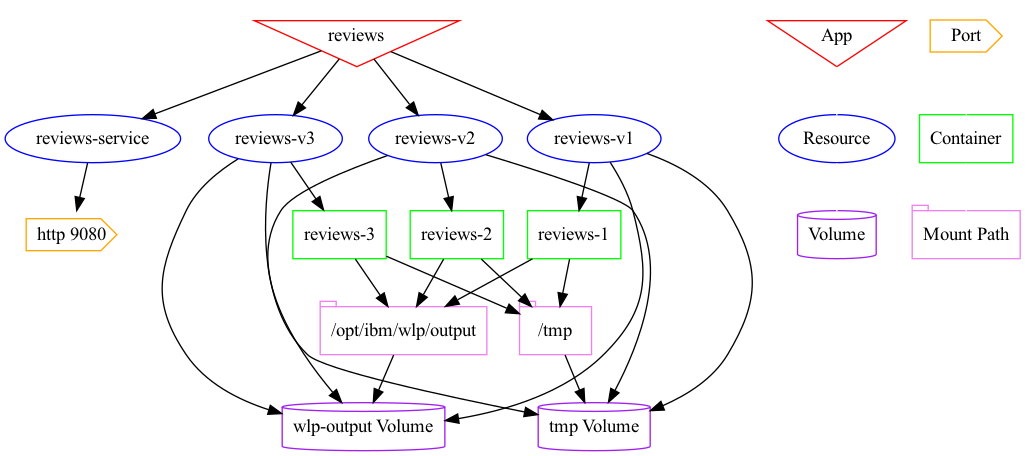 reviews
App
Port
reviews-service
reviews-v3
reviews-v2
reviews-v1
Resource
Container
http 9080
reviews-3
reviews-2
reviews-1
Volume
Mount Path
/opt/ibm/wlp/output
/tmp
wlp-output Volume
tmp Volume